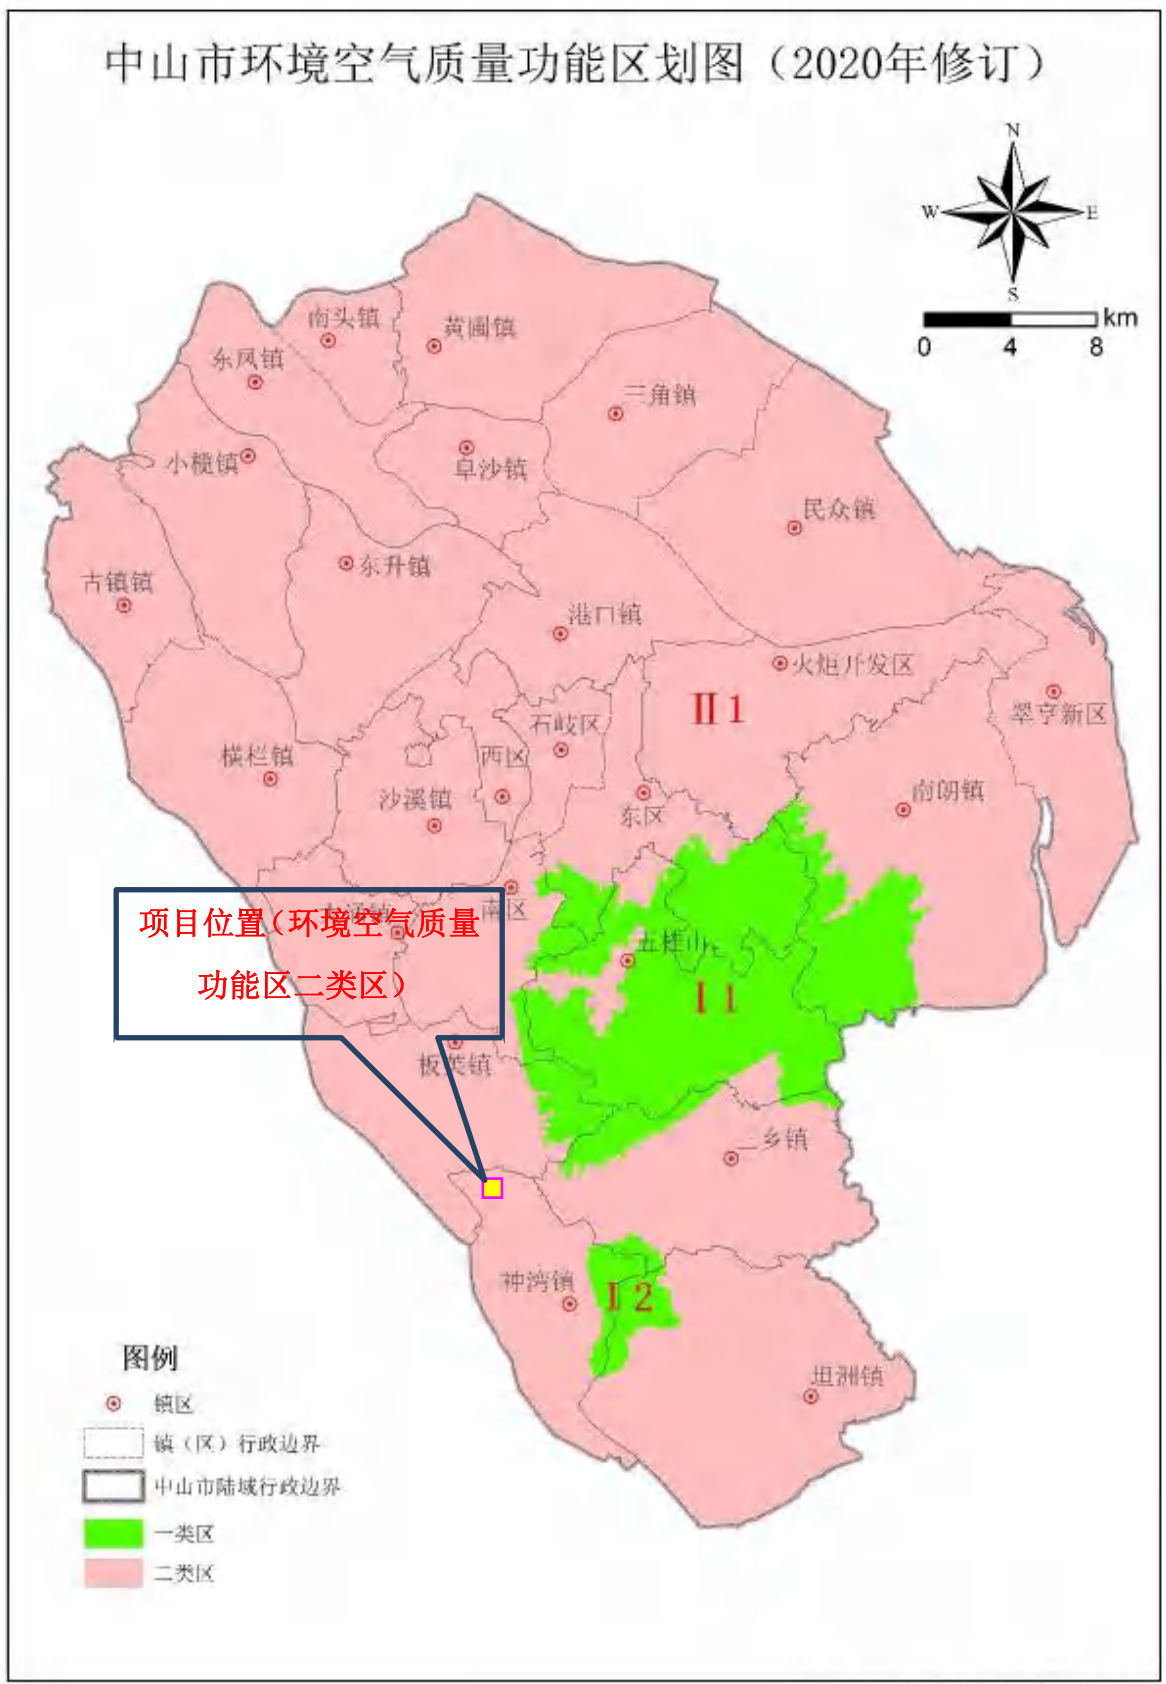 中山市环境空气质量功能区划图（2020年修订）
N
W
E
S
km
0 4 8
南头镇
黄圃镇
东凤镇
三角镇
小榄镇
阜沙镇
民众镇
东升镇
古镇镇
港口镇
火炬开发区
II 1
翠亨新区
石岐区
横栏镇
西区
沙溪镇
南朗镇
东区
南区
项目位置（环境空气质量
功能区二类区）
五桂山
I 1
板芙镇
二乡镇
神湾镇
I 2
坦洲镇
图例
镇区
镇（区）行政边界
中山市陆域行政边界
一类区
二类区